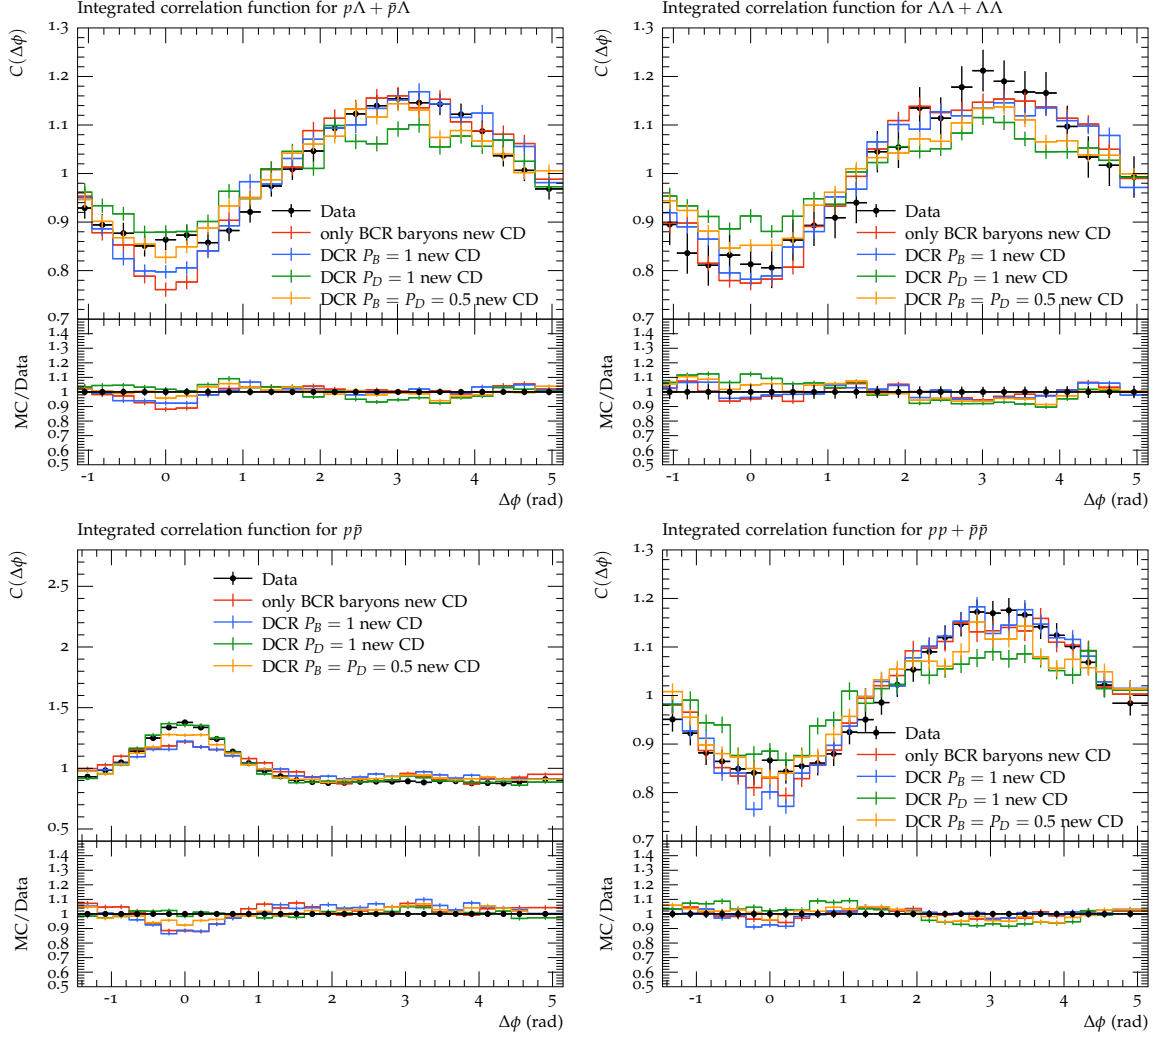 Integrated correlation function for pΛ + p̄Λ
C(Δϕ)
1.3
1.2
1.1
1
0.9
0.8
0.7
Data
only BCR baryons new CD
DCR P_B = 1 new CD
DCR P_D = 1 new CD
DCR P_B = P_D = 0.5 new CD
MC/Data
1.4
1.3
1.2
1.1
1
0.9
0.8
0.7
0.6
0.5
-1 0 1 2 3 4 5
Δϕ (rad)
Integrated correlation function for ΛΛ + ΛΛ
C(Δϕ)
1.3
1.2
1.1
1
0.9
0.8
0.7
Data
only BCR baryons new CD
DCR P_B = 1 new CD
DCR P_D = 1 new CD
DCR P_B = P_D = 0.5 new CD
MC/Data
1.4
1.3
1.2
1.1
1
0.9
0.8
0.7
0.6
0.5
-1 0 1 2 3 4 5
Δϕ (rad)
Integrated correlation function for pp̄
C(Δϕ)
2.5
2
1.5
1
0.5
Data
only BCR baryons new CD
DCR P_B = 1 new CD
DCR P_D = 1 new CD
DCR P_B = P_D = 0.5 new CD
MC/Data
1.4
1.3
1.2
1.1
1
0.9
0.8
0.7
0.6
0.5
-1 0 1 2 3 4 5
Δϕ (rad)
Integrated correlation function for pp + p̄p̄
C(Δϕ)
1.3
1.2
1.1
1
0.9
0.8
0.7
Data
only BCR baryons new CD
DCR P_B = 1 new CD
DCR P_D = 1 new CD
DCR P_B = P_D = 0.5 new CD
MC/Data
1.4
1.3
1.2
1.1
1
0.9
0.8
0.7
0.6
0.5
-1 0 1 2 3 4 5
Δϕ (rad)